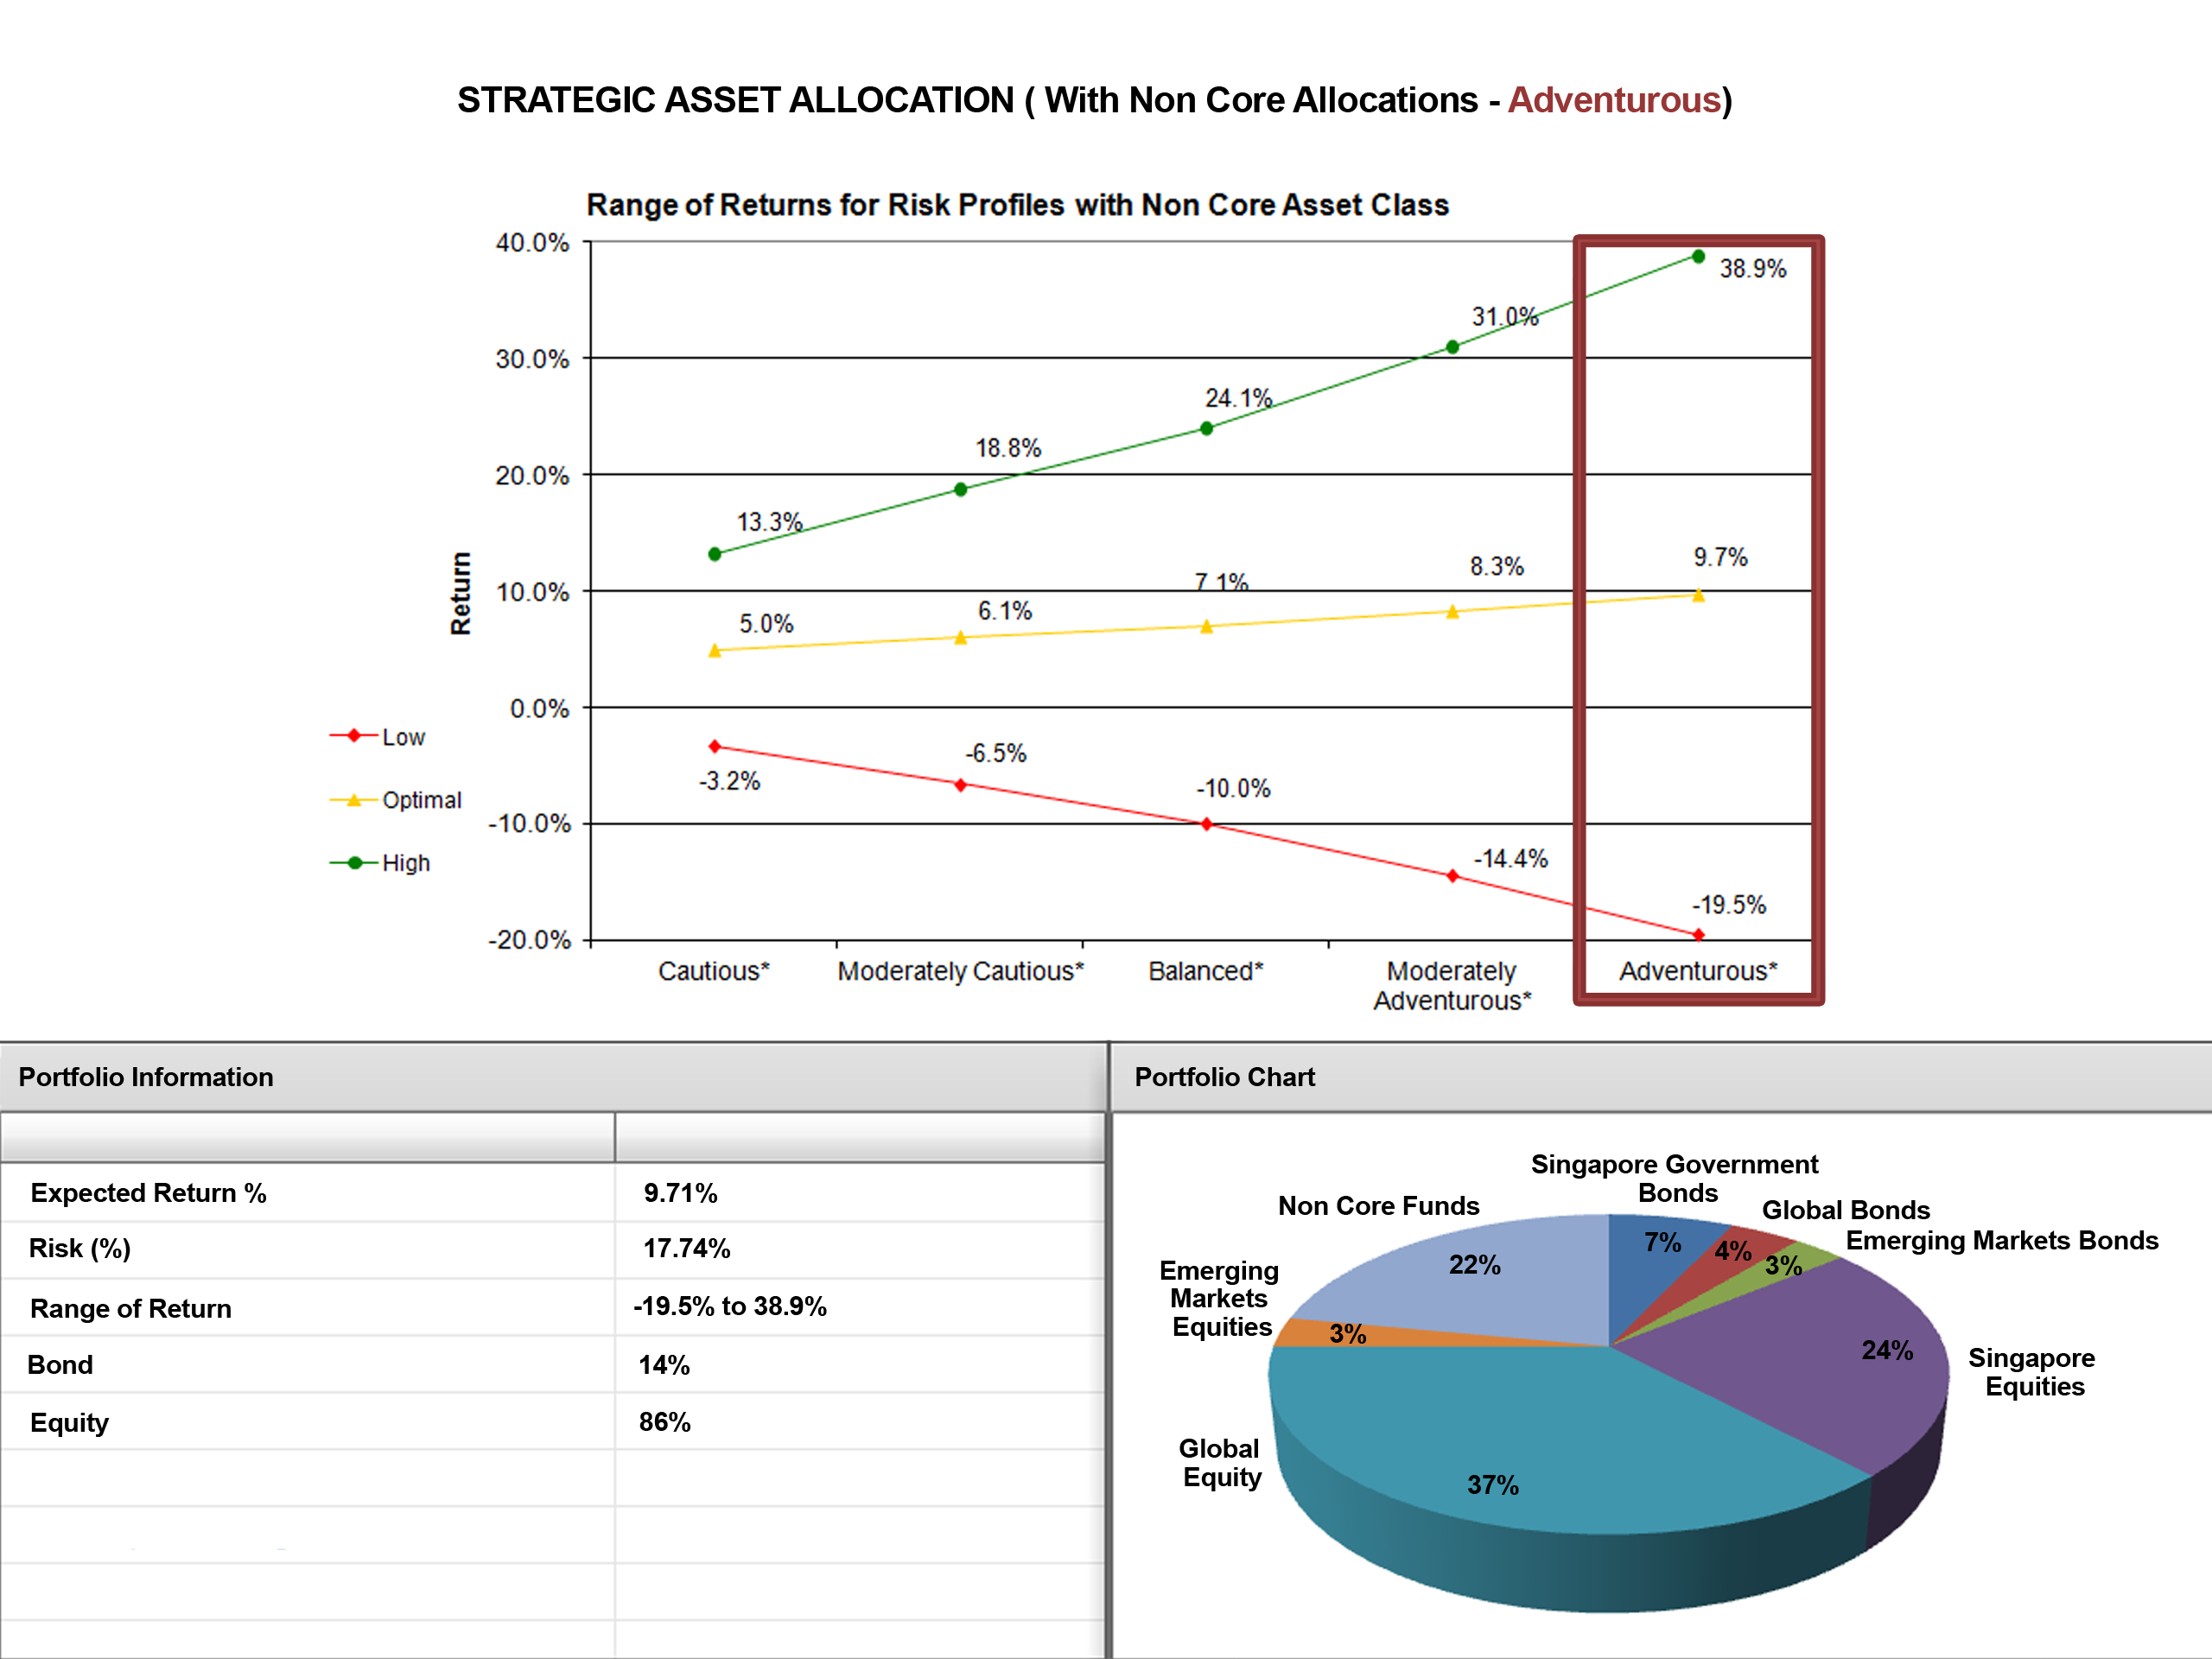 STRATEGIC ASSET ALLOCATION ( With Non Core Allocations - Adventurous)
Range of Returns for Risk Profiles with Non Core Asset Class
40.0%
30.0%
20.0%
10.0%
0.0%
-10.0%
-20.0%
Return
Low
Optimal
High
13.3%
18.8%
24.1%
31.0%
38.9%
5.0%
6.1%
7.1%
8.3%
9.7%
-3.2%
-6.5%
-10.0%
-14.4%
-19.5%
Cautious*
Moderately Cautious*
Balanced*
Moderately
Adventurous*
Adventurous*
Portfolio Information
Expected Return % 9.71%
Risk (%) 17.74%
Range of Return -19.5% to 38.9%
Bond 14%
Equity 86%
Portfolio Chart
Singapore Government
Bonds
7%
Global Bonds
4%
Emerging Markets Bonds
3%
Singapore
Equities
24%
Global
Equity
37%
Emerging
Markets
Equities
3%
Non Core Funds
22%